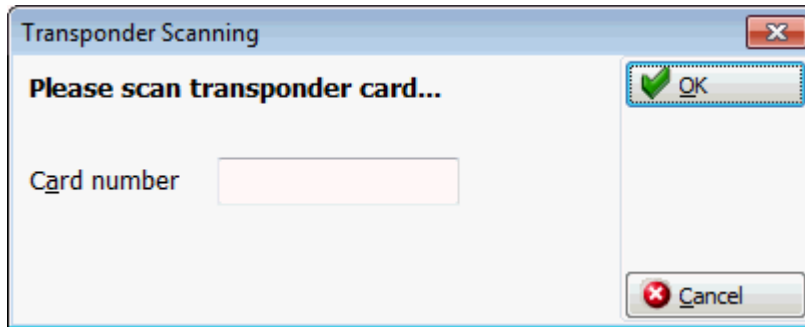 Transponder Scanning
Please scan transponder card...
OK
Card number
Cancel